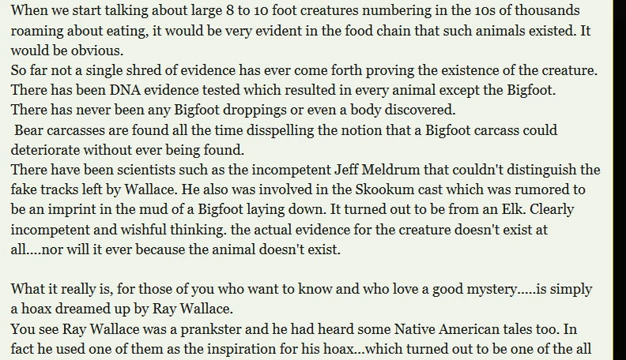 When we start talking about large 8 to 10 foot creatures numbering in the 10s of thousands
roaming about eating, it would be very evident in the food chain that such animals existed. It
would be obvious.
So far not a single shred of evidence has ever come forth proving the existence of the creature.
There has been DNA evidence tested which resulted in every animal except the Bigfoot.
There has never been any Bigfoot droppings or even a body discovered.
Bear carcasses are found all the time disspelling the notion that a Bigfoot carcass could
deteriorate without ever being found.
There have been scientists such as the incompetent Jeff Meldrum that couldn't distinguish the
fake tracks left by Wallace. He also was involved in the Skookum cast which was rumored to
be an imprint in the mud of a Bigfoot laying down. It turned out to be from an Elk. Clearly
incompetent and wishful thinking. the actual evidence for the creature doesn't exist at
all....nor will it ever because the animal doesn't exist.
What it really is, for those of you who want to know and who love a good mystery.....is simply
a hoax dreamed up by Ray Wallace.
You see Ray Wallace was a prankster and he had heard some Native American tales too. In
fact he used one of them as the inspiration for his hoax...which turned out to be one of the all